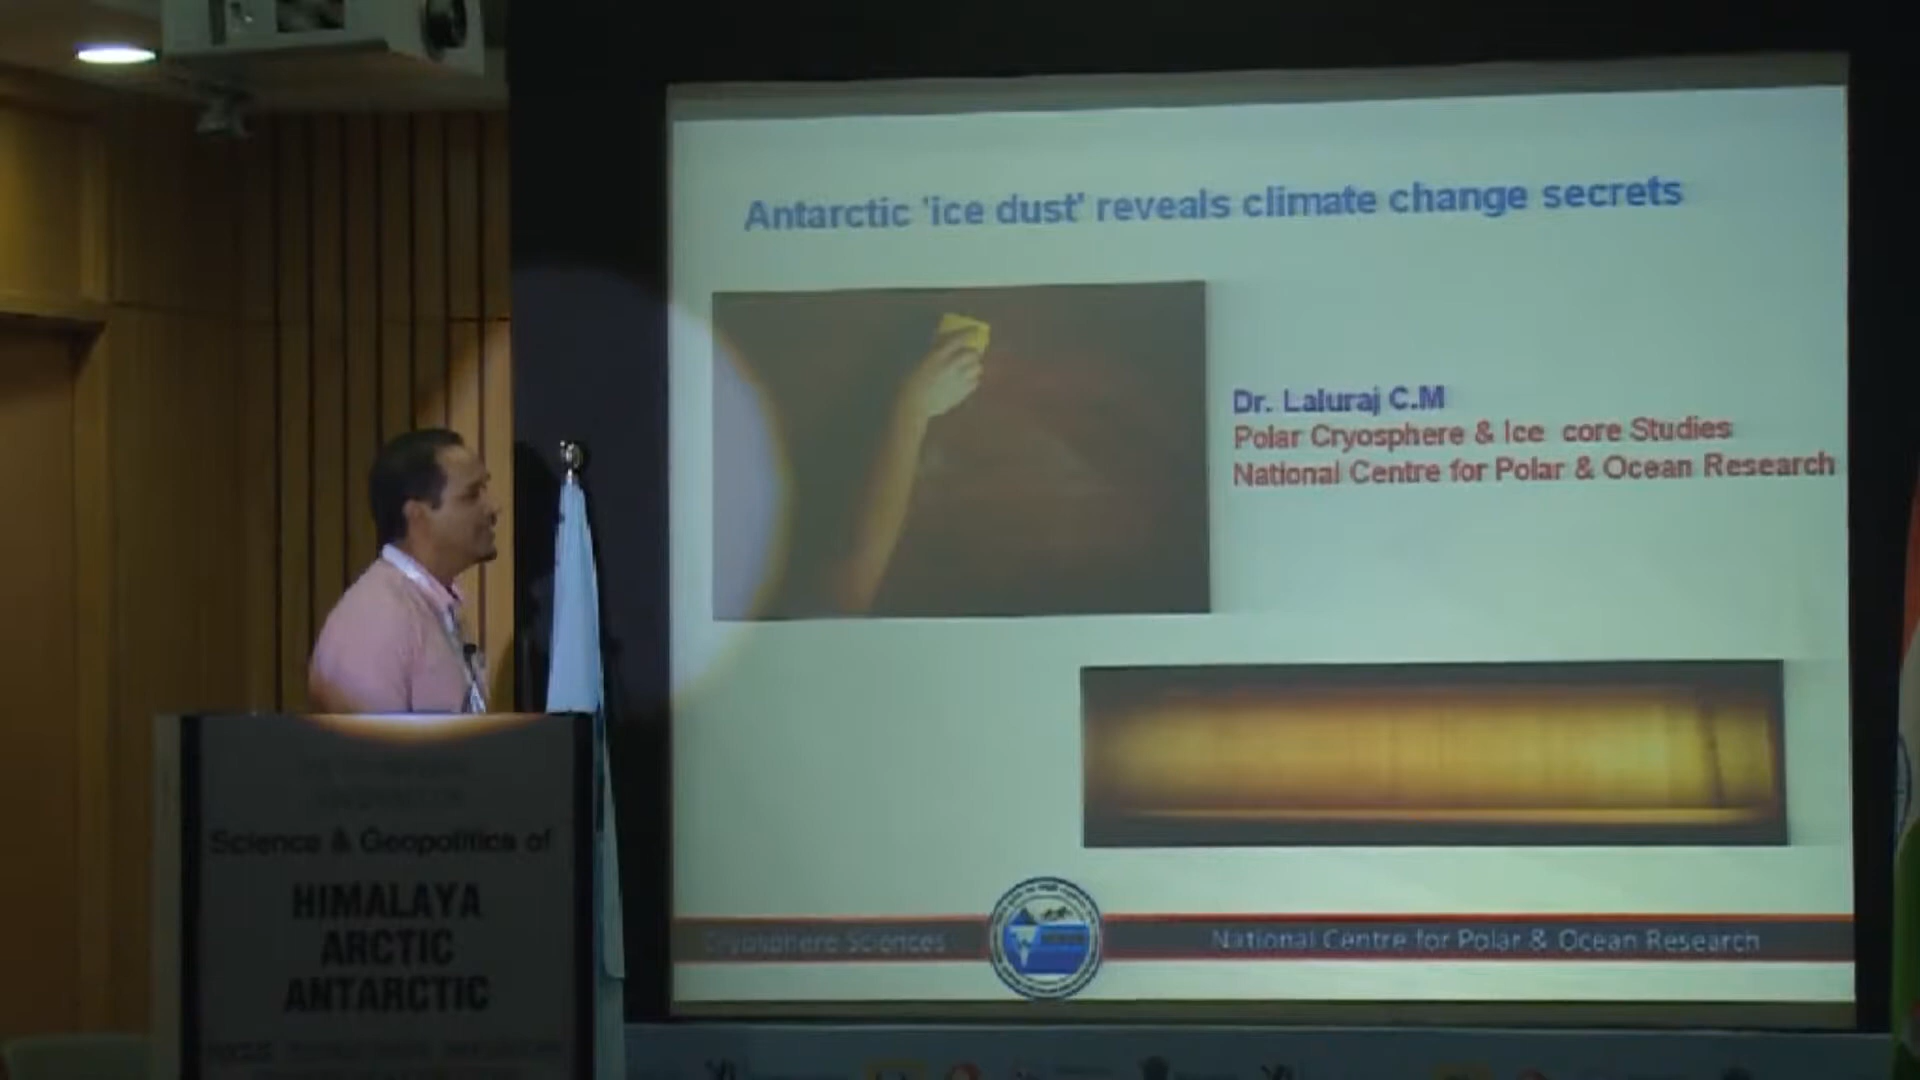 Antarctic 'ice dust' reveals climate change secrets
Dr. Laluraj C.M
Polar Cryosphere & Ice core Studies
National Centre for Polar & Ocean Research
Cryosphere Sciences
National Centre for Polar & Ocean Research
Science & Geopolitics of
HIMALAYA
ARCTIC
ANTARCTIC